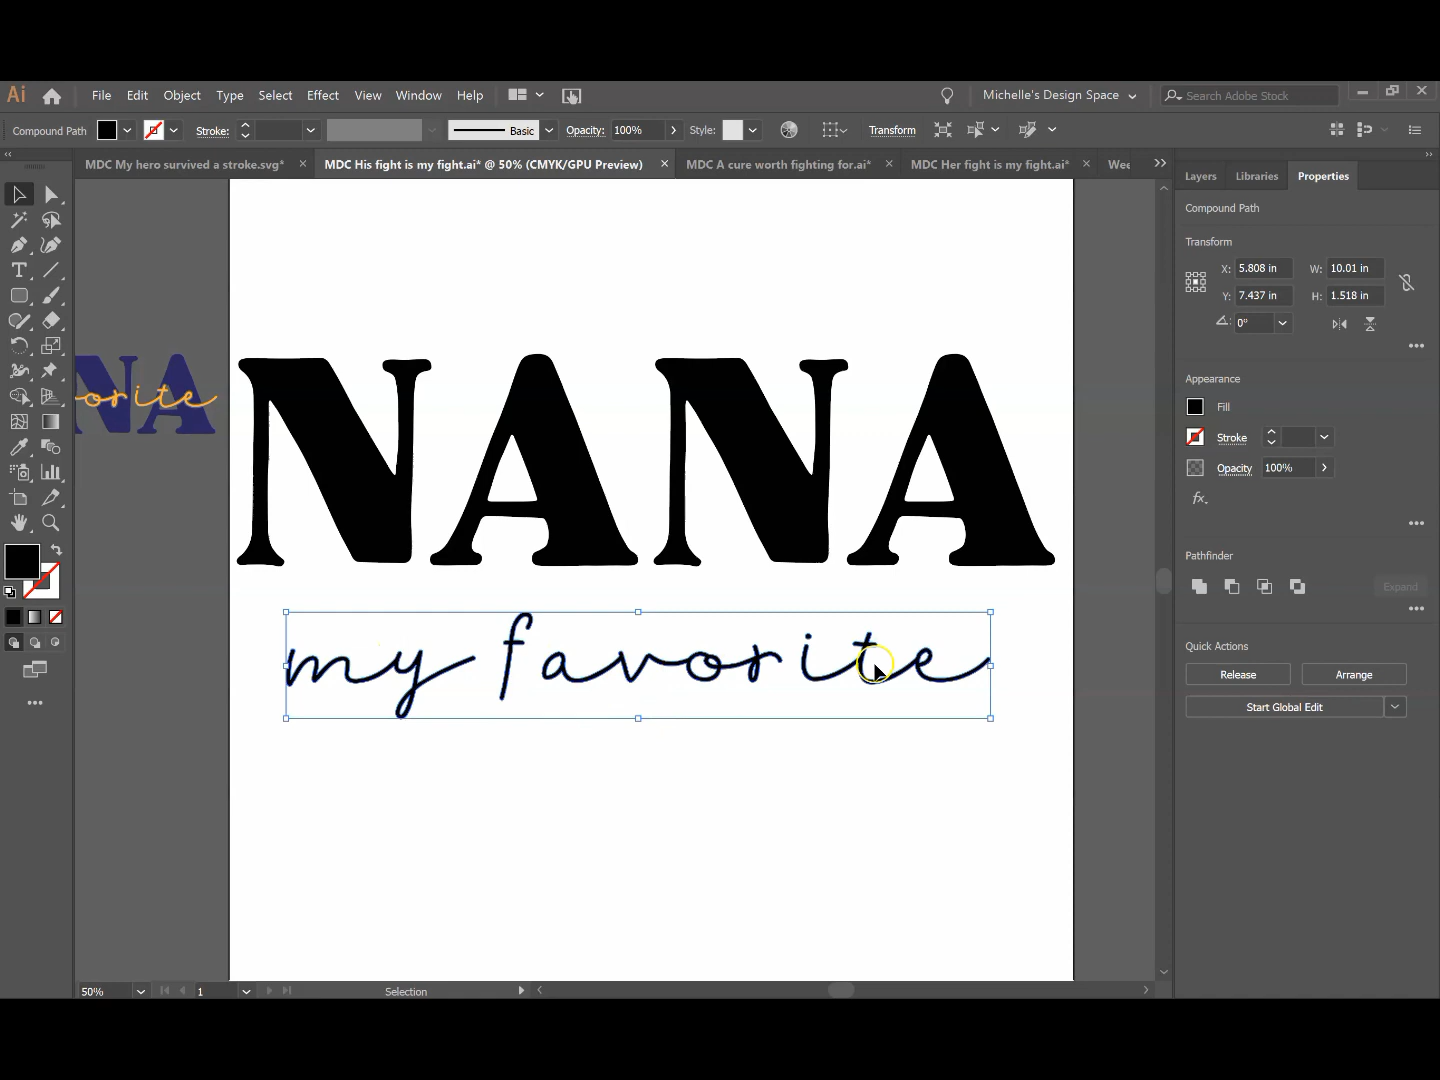 Ai File Edit Object Type Select Effect View Window Help Michelle's Design Space Search Adobe Stock
Compound Path Stroke: Basic Opacity: 100% Style: Transform
MDC My hero survived a stroke.svg* × MDC His fight is my fight.ai* @ 50% (CMYK/GPU Preview) × MDC A cure worth fighting for.ai* × MDC Her fight is my fight.ai* × Wee
Layers Libraries Properties
Compound Path
Transform
X: 5.808 in W: 10.01 in
Y: 7.437 in H: 1.518 in
0°
Appearance
Fill
Stroke
Opacity 100%
fx.
Pathfinder
Expand
Quick Actions
Release Arrange
Start Global Edit
NA
orite
NANA
my favorite
50% 1 Selection